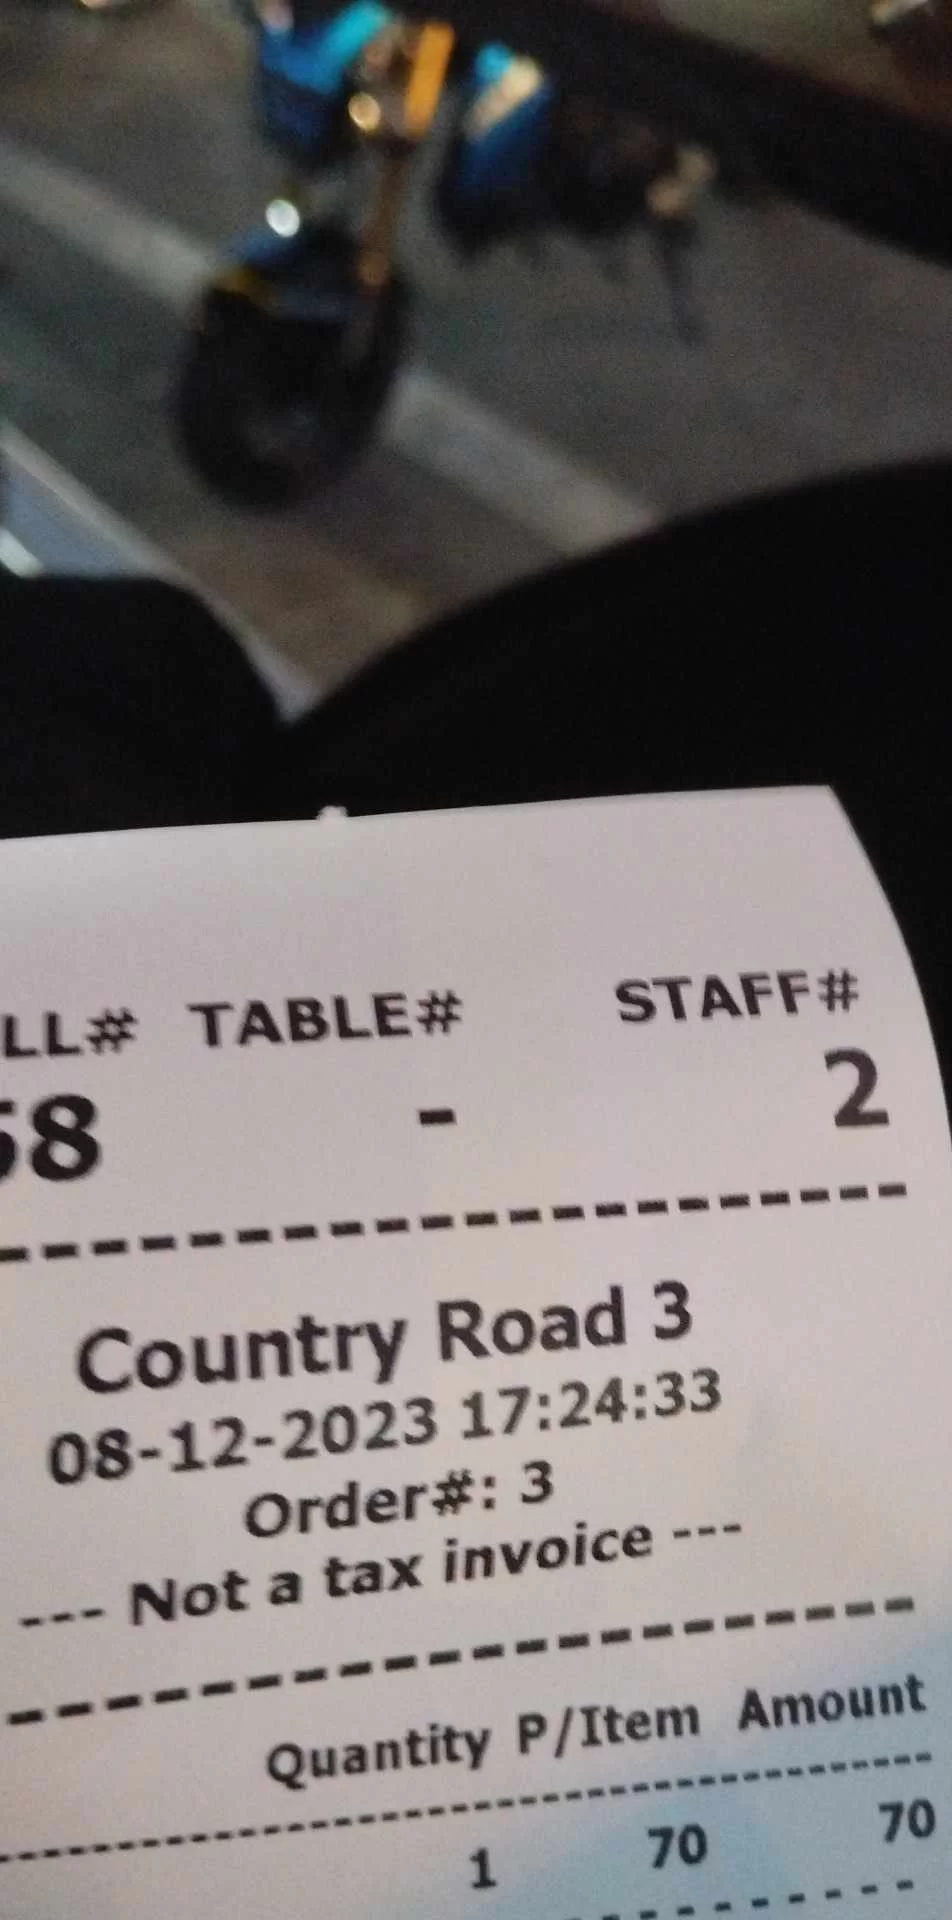 LL# TABLE# STAFF#
58 - 2
Country Road 3
08-12-2023 17:24:33
Order#: 3
--- Not a tax invoice ---
Quantity P/Item Amount
1 70 70